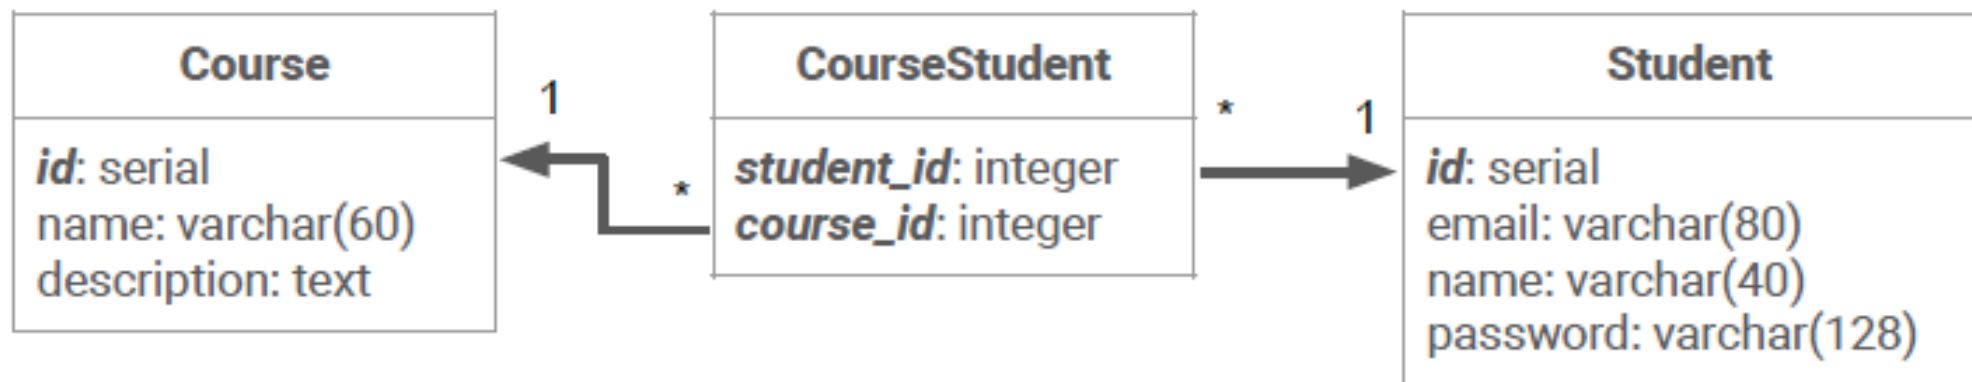 Course
id: serial
name: varchar(60)
description: text
1
*
CourseStudent
student_id: integer
course_id: integer
*
1
Student
id: serial
email: varchar(80)
name: varchar(40)
password: varchar(128)